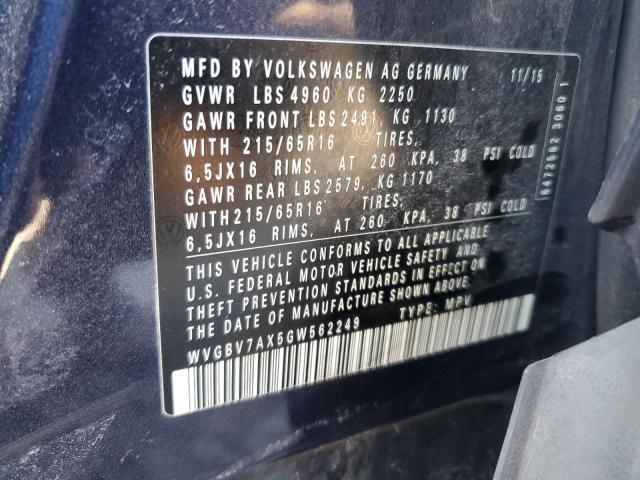 MFD BY VOLKSWAGEN AG GERMANY 11/15
GVWR LBS 4960 KG 2250
GAWR FRONT LBS 2491, KG 1130
WITH 215/65R16 TIRES,
6,5JX16 RIMS, AT 260 KPA, 38 PSI COLD
GAWR REAR LBS 2579, KG 1170
WITH 215/65R16 TIRES,
6,5JX16 RIMS, AT 260 KPA, 38 PSI COLD
THIS VEHICLE CONFORMS TO ALL APPLICABLE
U.S. FEDERAL MOTOR VEHICLE SAFETY AND
THEFT PREVENTION STANDARDS IN EFFECT ON
THE DATE OF MANUFACTURE SHOWN ABOVE.
WVGBV7AX5GW562249 TYPE: MPV
3060 1